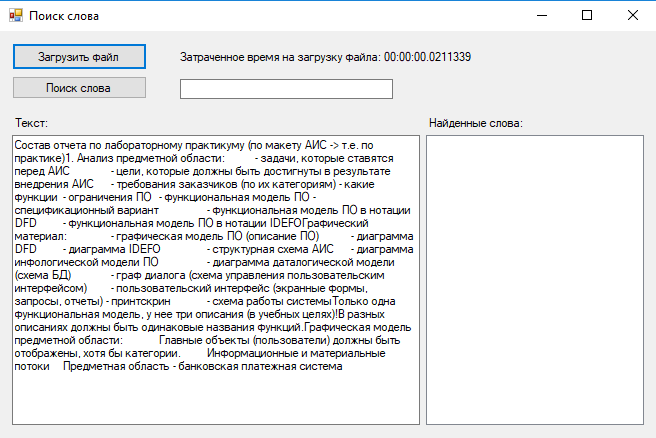 Поиск слова
Загрузить файл
Затраченное время на загрузку файла: 00:00:00.0211339
Поиск слова
Текст:
Найденные слова:
Состав отчета по лабораторному практикуму (по макету АИС -> т.е. по
практике)1. Анализ предметной области: - задачи, которые ставятся
перед АИС - цели, которые должны быть достигнуты в результате
внедрения АИС - требования заказчиков (по их категориям) - какие
функции - ограничения ПО - функциональная модель ПО -
спецификационный вариант - функциональная модель ПО в нотации
DFD - функциональная модель ПО в нотации IDEFOГрафический
материал: - графическая модель ПО (описание ПО) - диаграмма
DFD - диаграмма IDEFO - структурная схема АИС - диаграмма
инфологической модели ПО - диаграмма даталогической модели
(схема БД) - граф диалога (схема управления пользовательским
интерфейсом) - пользовательский интерфейс (экранные формы,
запросы, отчеты) - принтскрин - схема работы системыТолько одна
функциональная модель, у нее три описания (в учебных целях)!В разных
описаниях должны быть одинаковые названия функций.Графическая модель
предметной области: Главные объекты (пользователи) должны быть
отображены, хотя бы категории. Информационные и материальные
потоки Предметная область - банковская платежная система